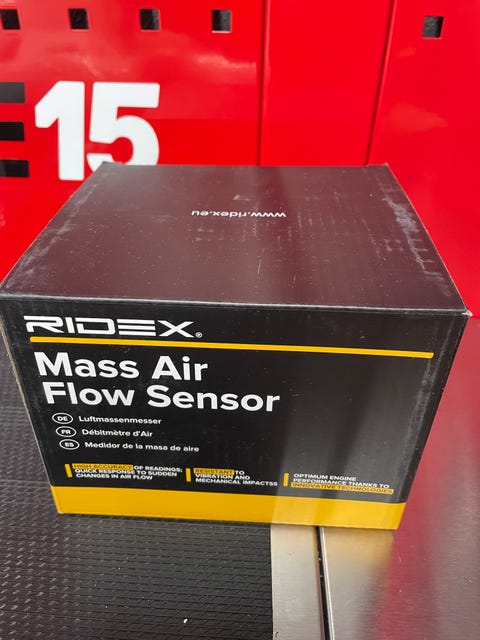 15
www.ridex.eu
RIDEX®
Mass Air
Flow Sensor
DE Luftmassenmesser
FR Débitmètre d'Air
ES Medidor de la masa de aire
HIGH ACCURACY OF READINGS;
QUICK RESPONSE TO SUDDEN
CHANGES IN AIR FLOW
RESISTANT TO
VIBRATION AND
MECHANICAL IMPACTSS
OPTIMUM ENGINE
PERFORMANCE THANKS TO
INNOVATIVE TECHNOLOGIES